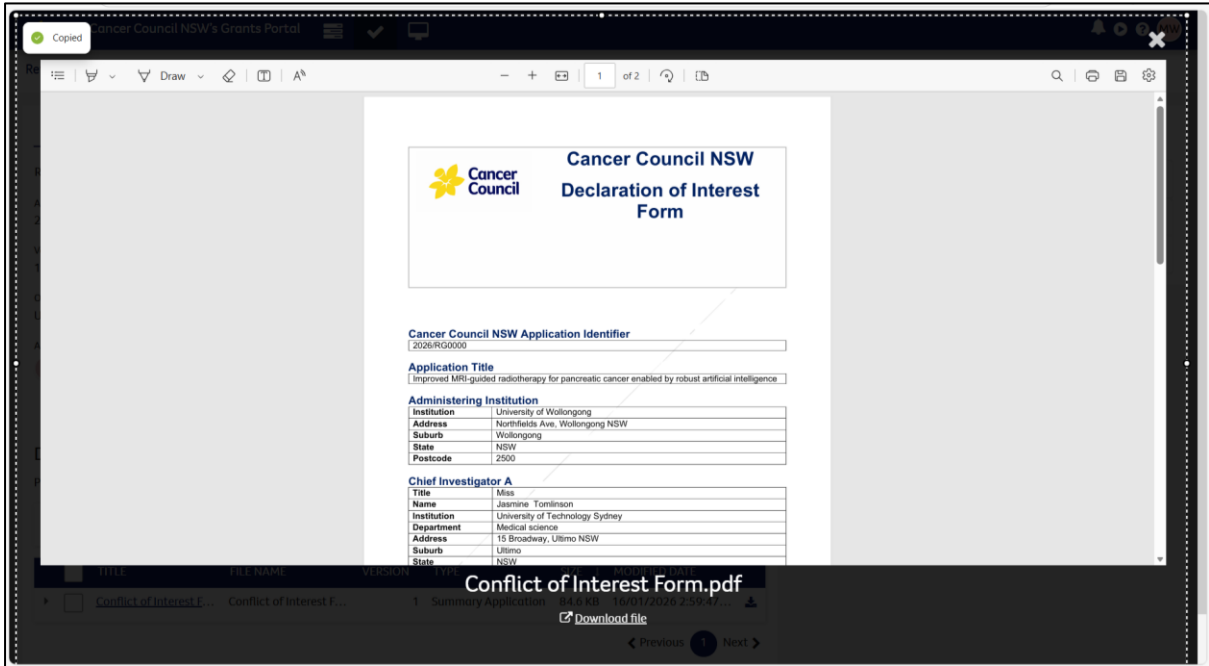 Copied
Cancer Council NSW's Grants Portal
MW
Draw
1 of 2
Cancer Council
Cancer Council NSW
Declaration of Interest
Form
Cancer Council NSW Application Identifier
2026/RG0000
Application Title
Improved MRI-guided radiotherapy for pancreatic cancer enabled by robust artificial intelligence
Administering Institution
Institution University of Wollongong
Address Northfields Ave, Wollongong NSW
Suburb Wollongong
State NSW
Postcode 2500
Chief Investigator A
Title Miss
Name Jasmine Tomlinson
Institution University of Technology Sydney
Department Medical science
Address 15 Broadway, Ultimo NSW
Suburb Ultimo
State NSW
TITLE FILE NAME VERSION TYPE SIZE MODIFIED DATE
Conflict of Interest Form.pdf
Conflict of Interest F... Conflict of Interest F... 1 Summary Application 84.6 KB 16/01/2026 2:59:47...
Download file
Previous 1 Next